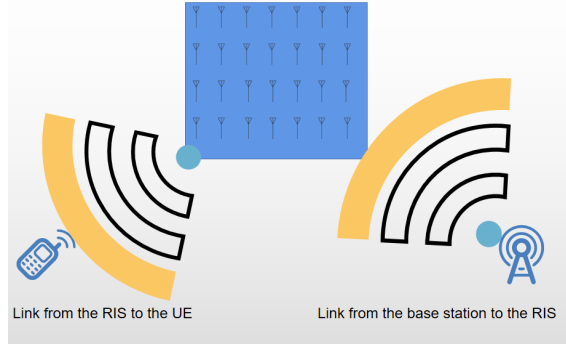 Link from the RIS to the UE
Link from the base station to the RIS